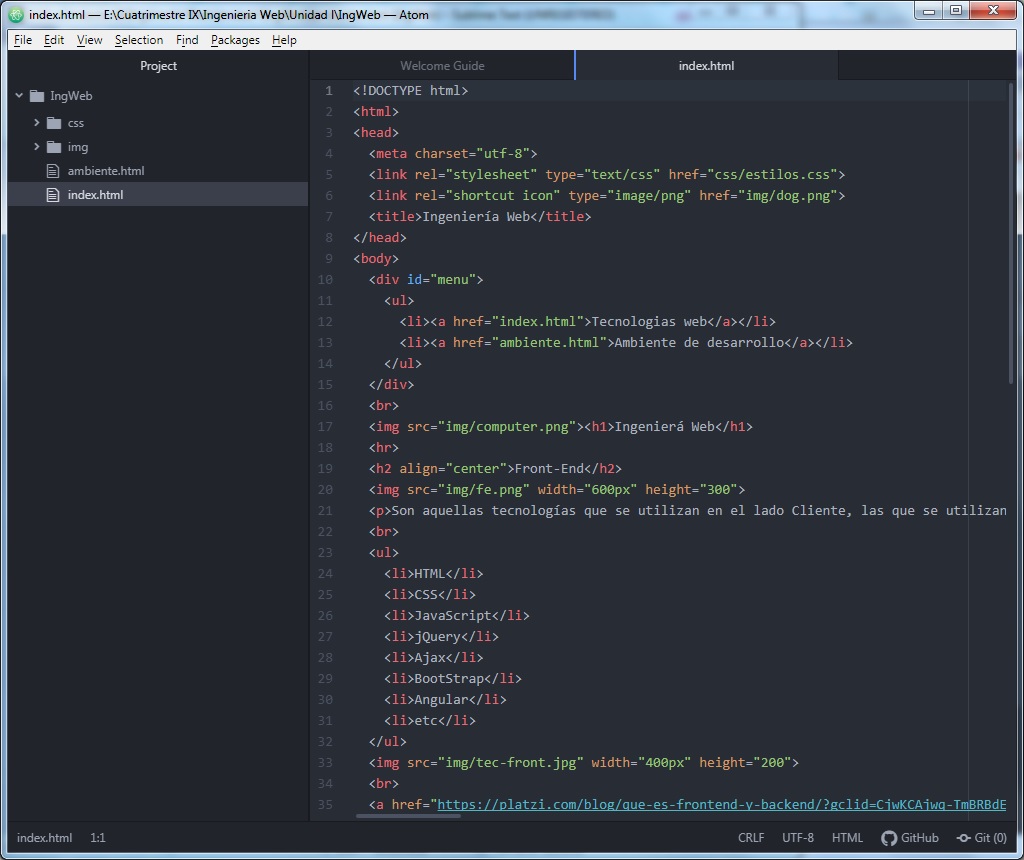 index.html — E:\Cuatrimestre IX\Ingenieria Web\Unidad I\IngWeb — Atom
File Edit View Selection Find Packages Help
Project
IngWeb
css
img
ambiente.html
index.html
Welcome Guide index.html
1 <!DOCTYPE html>
2 <html>
3 <head>
4 <meta charset="utf-8">
5 <link rel="stylesheet" type="text/css" href="css/estilos.css">
6 <link rel="shortcut icon" type="image/png" href="img/dog.png">
7 <title>Ingeniería Web</title>
8 </head>
9 <body>
10 <div id="menu">
11 <ul>
12 <li><a href="index.html">Tecnologias web</a></li>
13 <li><a href="ambiente.html">Ambiente de desarrollo</a></li>
14 </ul>
15 </div>
16 <br>
17 <img src="img/computer.png"><h1>Ingenierá Web</h1>
18 <hr>
19 <h2 align="center">Front-End</h2>
20 <img src="img/fe.png" width="600px" height="300">
21 <p>Son aquellas tecnologías que se utilizan en el lado Cliente, las que se utilizan
22 <br>
23 <ul>
24 <li>HTML</li>
25 <li>CSS</li>
26 <li>JavaScript</li>
27 <li>jQuery</li>
28 <li>Ajax</li>
29 <li>BootStrap</li>
30 <li>Angular</li>
31 <li>etc</li>
32 </ul>
33 <img src="img/tec-front.jpg" width="400px" height="200">
34 <br>
35 <a href="https://platzi.com/blog/que-es-frontend-y-backend/?gclid=CjwKCAjwq-TmBRBdE
index.html 1:1 CRLF UTF-8 HTML GitHub Git (0)